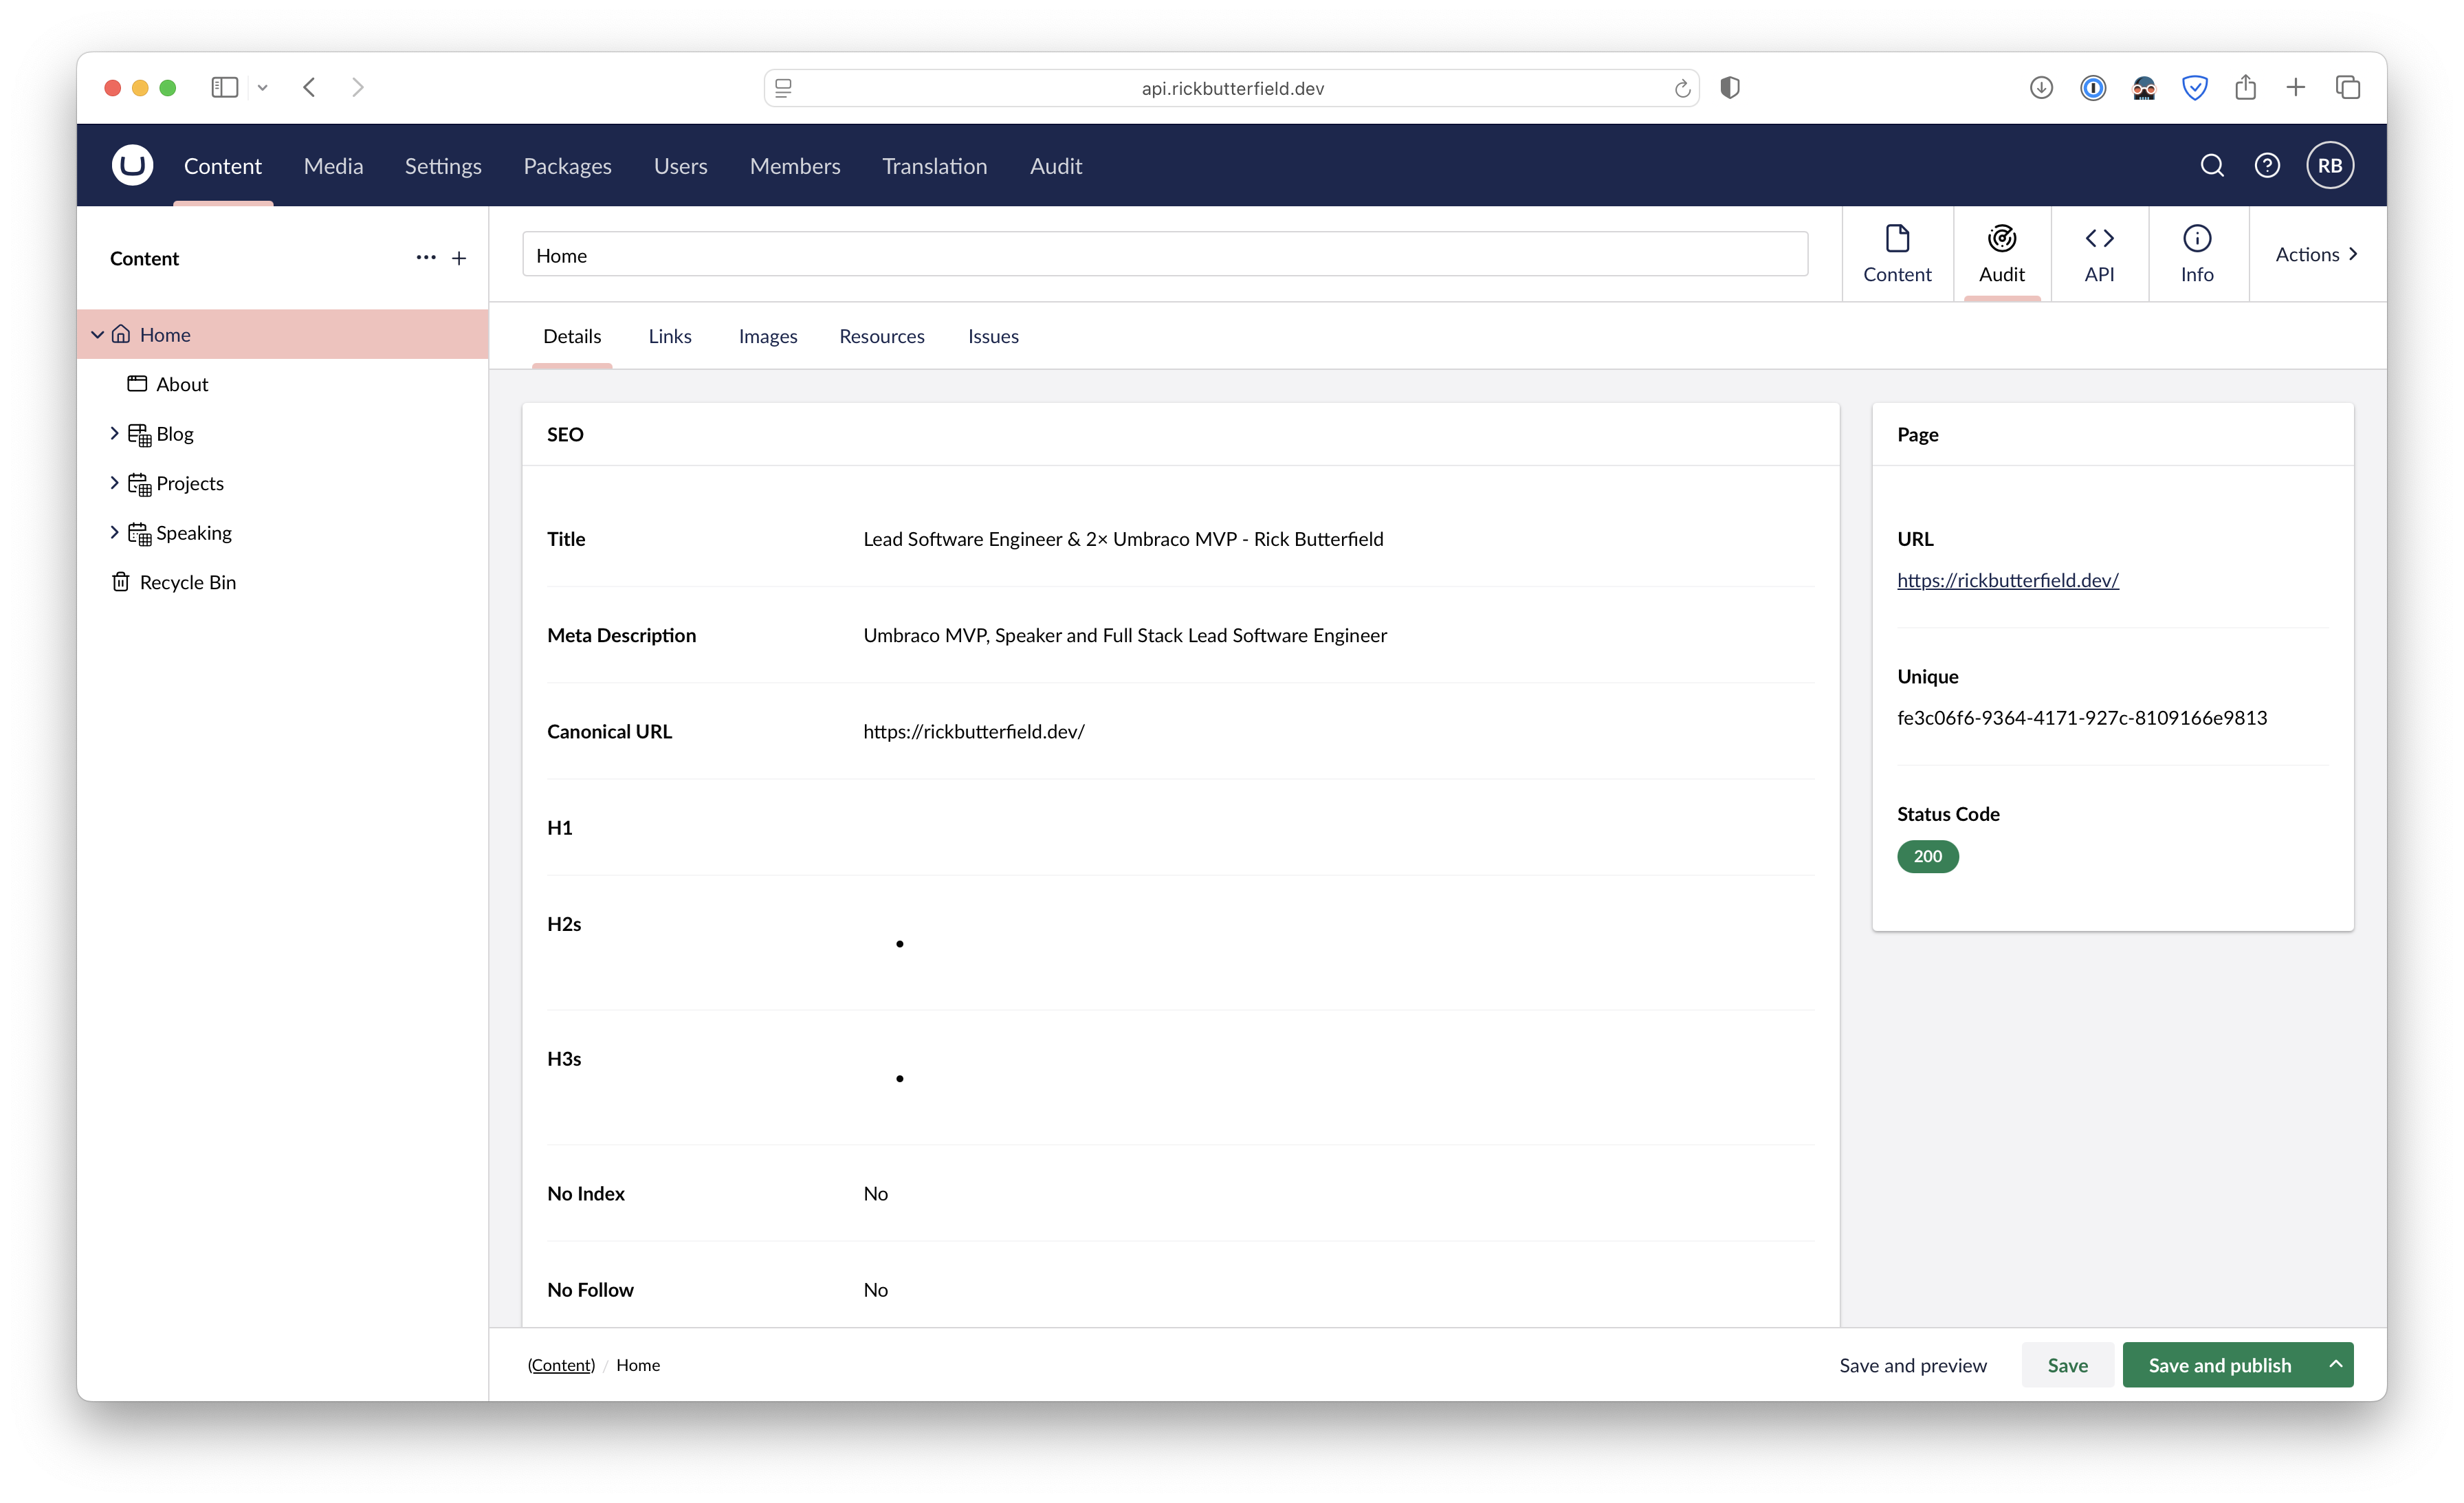 api.rickbutterfield.dev
Content Media Settings Packages Users Members Translation Audit RB
Content
Home
About
Blog
Projects
Speaking
Recycle Bin
Home
Content Audit API Info Actions
Details Links Images Resources Issues
SEO
Title Lead Software Engineer & 2× Umbraco MVP - Rick Butterfield
Meta Description Umbraco MVP, Speaker and Full Stack Lead Software Engineer
Canonical URL https://rickbutterfield.dev/
H1
H2s
•
H3s
•
No Index No
No Follow No
Page
URL
https://rickbutterfield.dev/
Unique
fe3c06f6-9364-4171-927c-8109166e9813
Status Code
200
(Content) / Home
Save and preview Save Save and publish